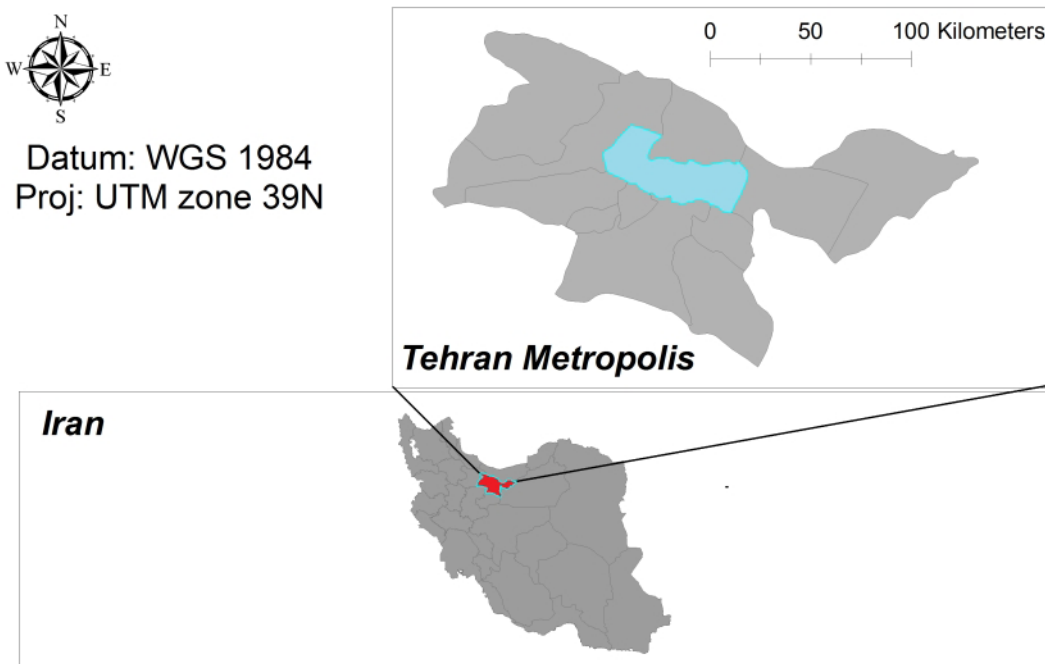 N
W E
S
Datum: WGS 1984
Proj: UTM zone 39N
0 50 100 Kilometers
Tehran Metropolis
Iran